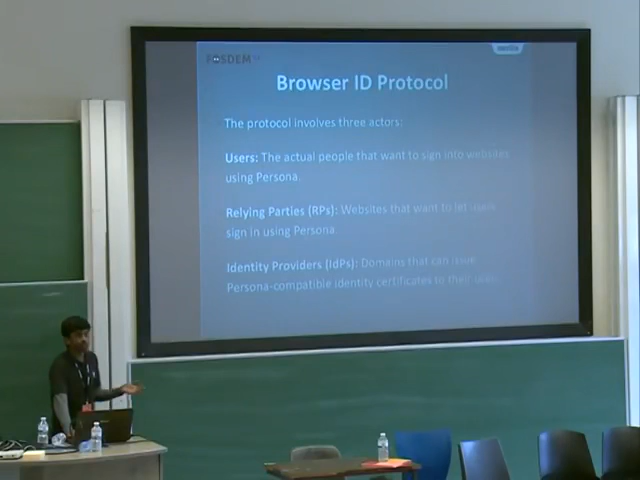 FOSDEM
mozilla
Browser ID Protocol
The protocol involves three actors:
Users: The actual people that want to sign into websites
using Persona.
Relying Parties (RPs): Websites that want to let users
sign in using Persona.
Identity Providers (IdPs): Domains that can issue
Persona-compatible identity certificates to their users.